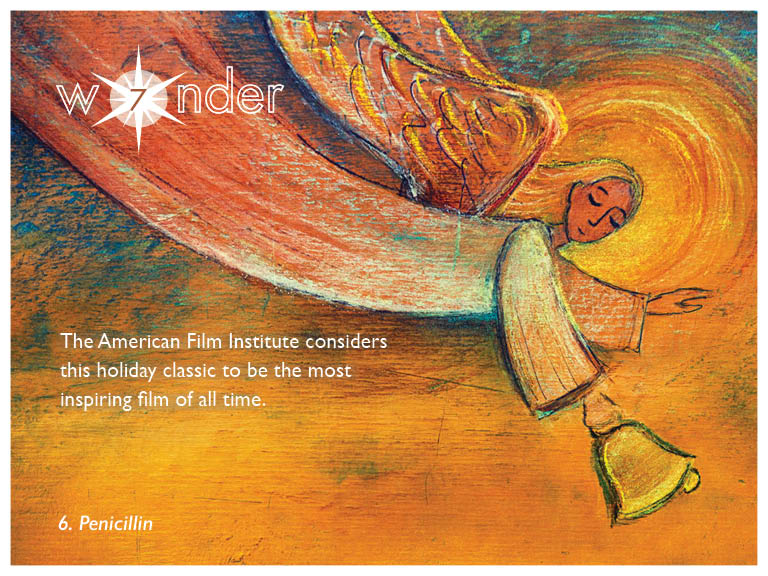 w7nder
The American Film Institute considers
this holiday classic to be the most
inspiring film of all time.
6. Penicillin